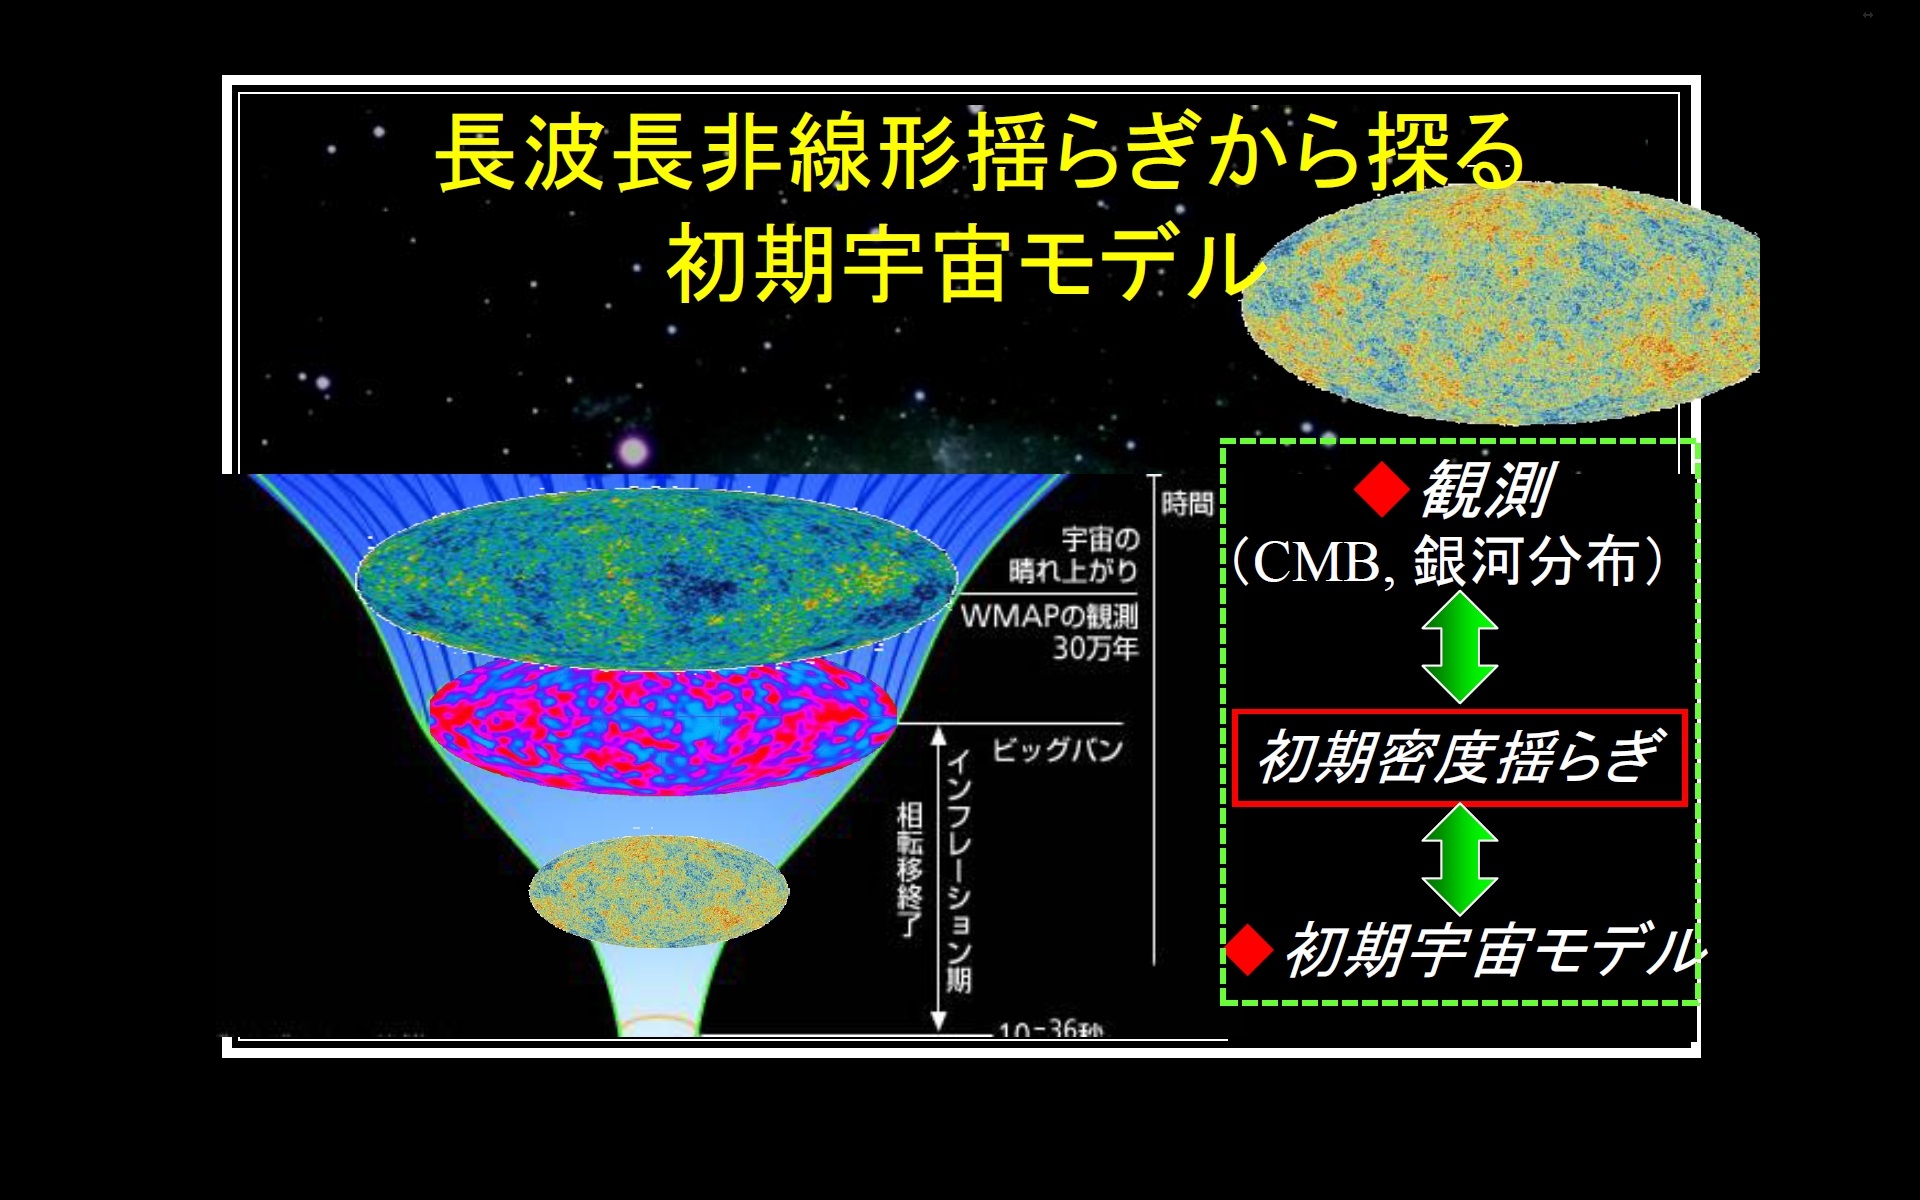 長波長非線形揺らぎから探る
初期宇宙モデル
時間
宇宙の
晴れ上がり
WMAPの観測
30万年
ビッグバン
インフレーション期
相転移終了
10-36秒
◆観測
（CMB, 銀河分布）
初期密度揺らぎ
◆初期宇宙モデル